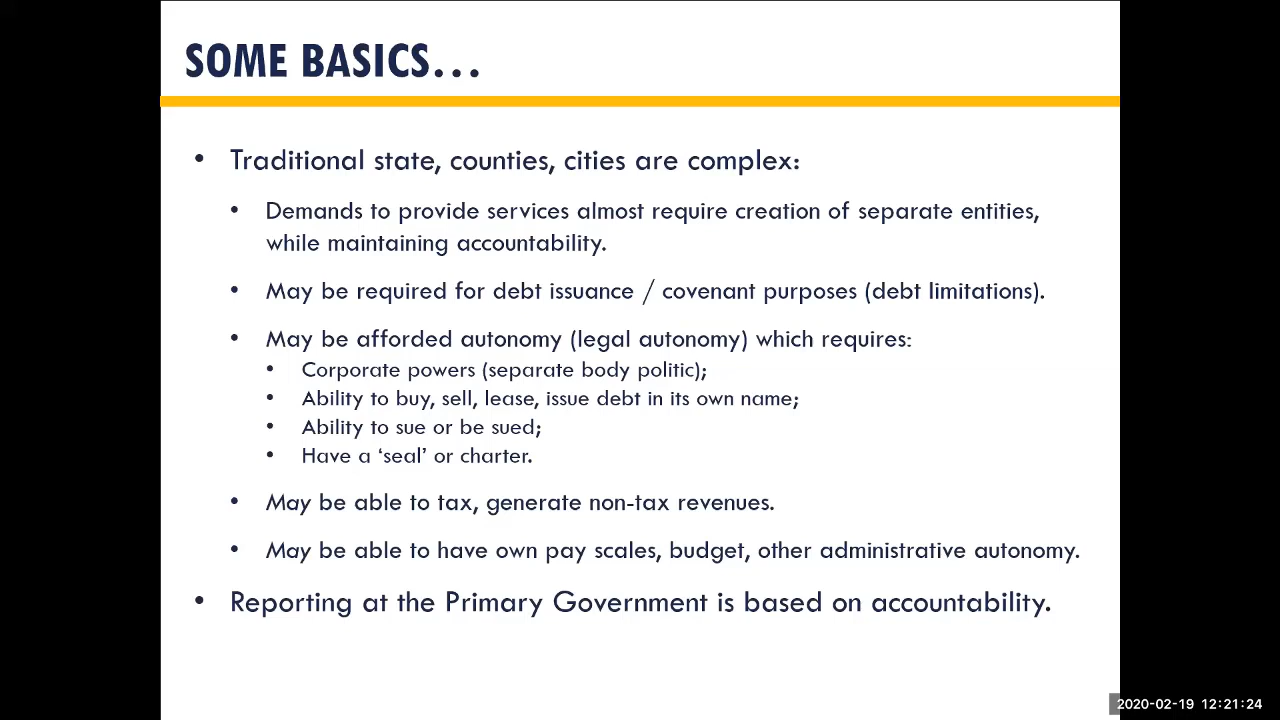 SOME BASICS...
• Traditional state, counties, cities are complex:
• Demands to provide services almost require creation of separate entities,
while maintaining accountability.
• May be required for debt issuance / covenant purposes (debt limitations).
• May be afforded autonomy (legal autonomy) which requires:
• Corporate powers (separate body politic);
• Ability to buy, sell, lease, issue debt in its own name;
• Ability to sue or be sued;
• Have a ‘seal’ or charter.
• May be able to tax, generate non-tax revenues.
• May be able to have own pay scales, budget, other administrative autonomy.
• Reporting at the Primary Government is based on accountability.
2020-02-19 12:21:24